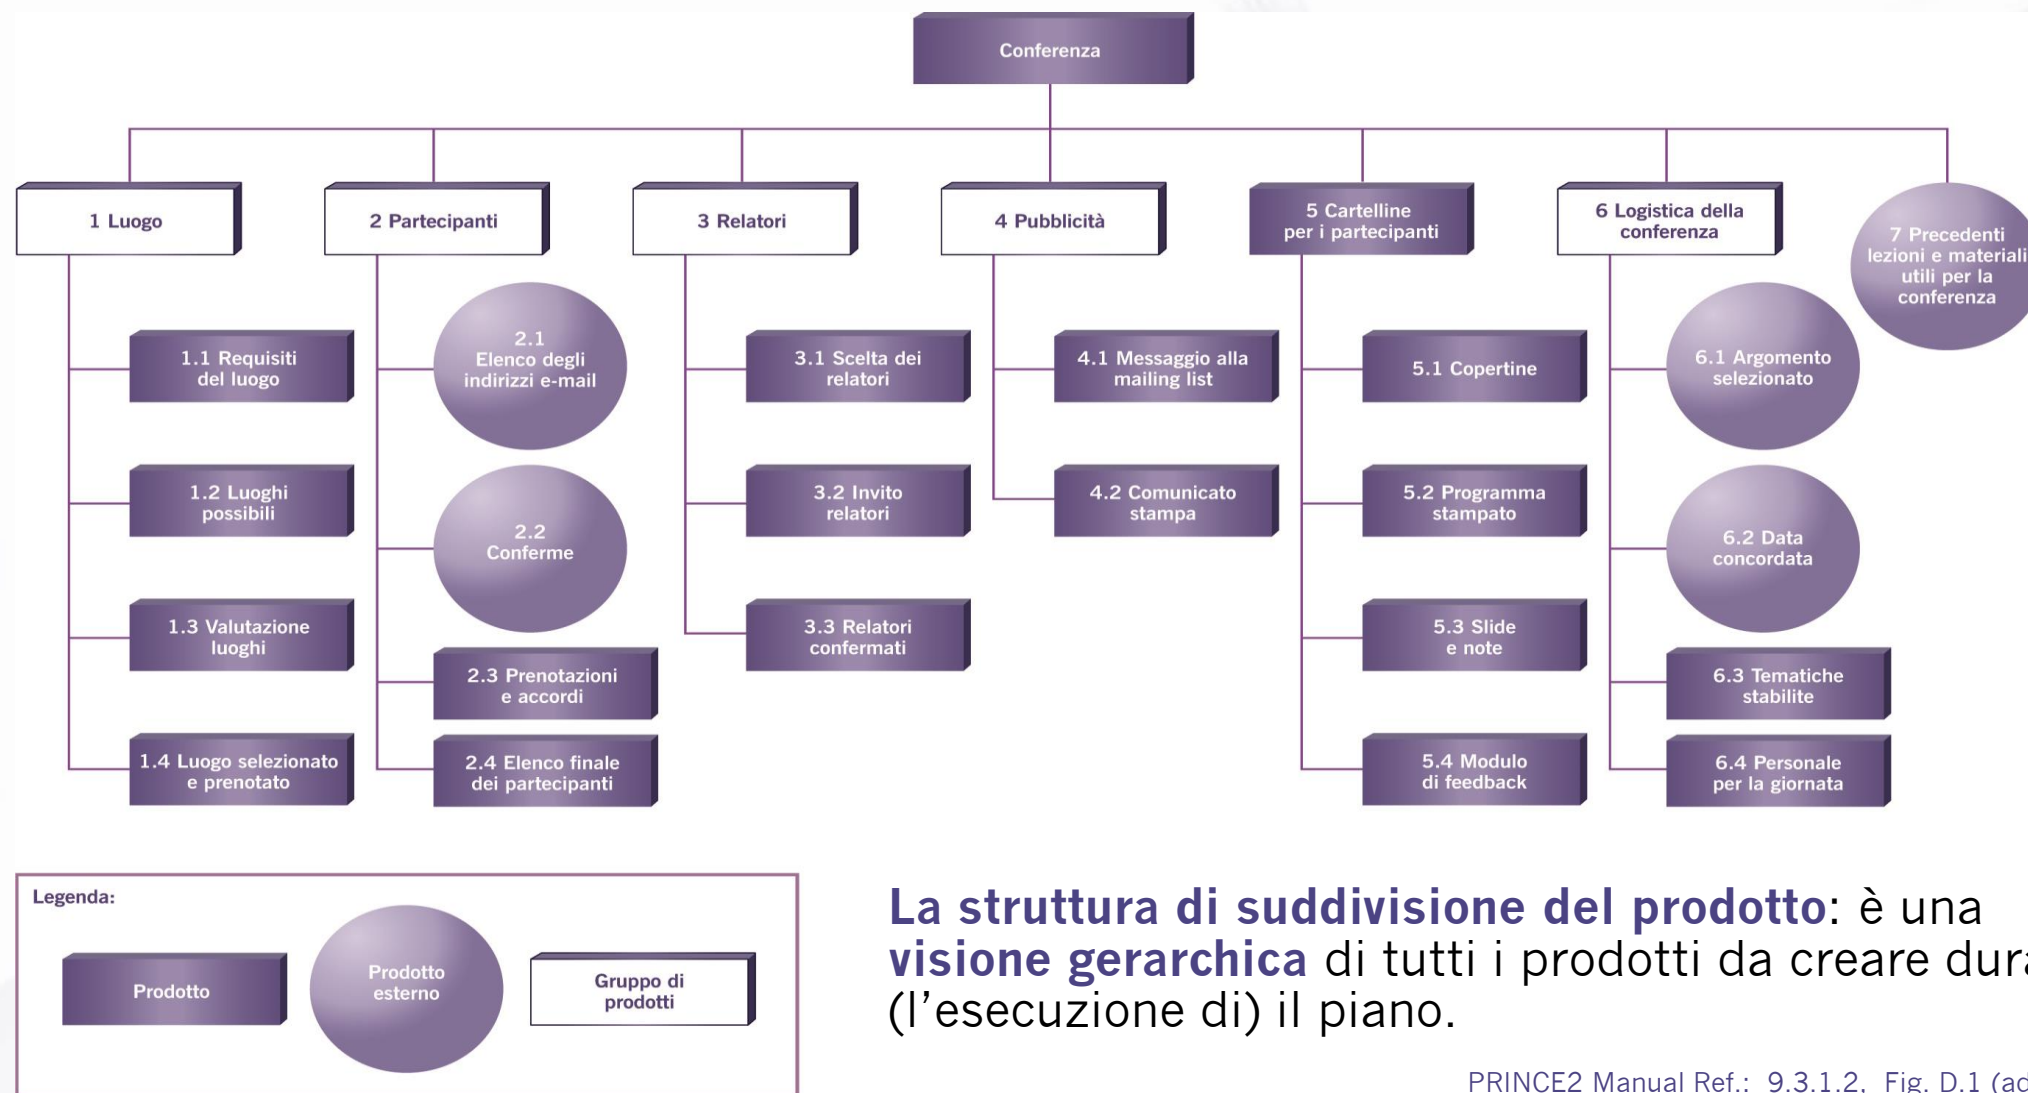 Conferenza
1 Luogo
2 Partecipanti
3 Relatori
4 Pubblicità
5 Cartelline
per i partecipanti
6 Logistica della
conferenza
7 Precedenti
lezioni e materiali
utili per la
conferenza
1.1 Requisiti
del luogo
1.2 Luoghi
possibili
1.3 Valutazione
luoghi
1.4 Luogo selezionato
e prenotato
2.1
Elenco degli
indirizzi e-mail
2.2
Conferme
2.3 Prenotazioni
e accordi
2.4 Elenco finale
dei partecipanti
3.1 Scelta dei
relatori
3.2 Invito
relatori
3.3 Relatori
confermati
4.1 Messaggio alla
mailing list
4.2 Comunicato
stampa
5.1 Copertine
5.2 Programma
stampato
5.3 Slide
e note
5.4 Modulo
di feedback
6.1 Argomento
selezionato
6.2 Data
concordata
6.3 Tematiche
stabilite
6.4 Personale
per la giornata
Legenda:
Prodotto
Prodotto
esterno
Gruppo di
prodotti
La struttura di suddivisione del prodotto: è una
visione gerarchica di tutti i prodotti da creare
(l'esecuzione di) il piano.
PRINCE2 Manual Ref.: 9.3.1.2, Fig. D.1